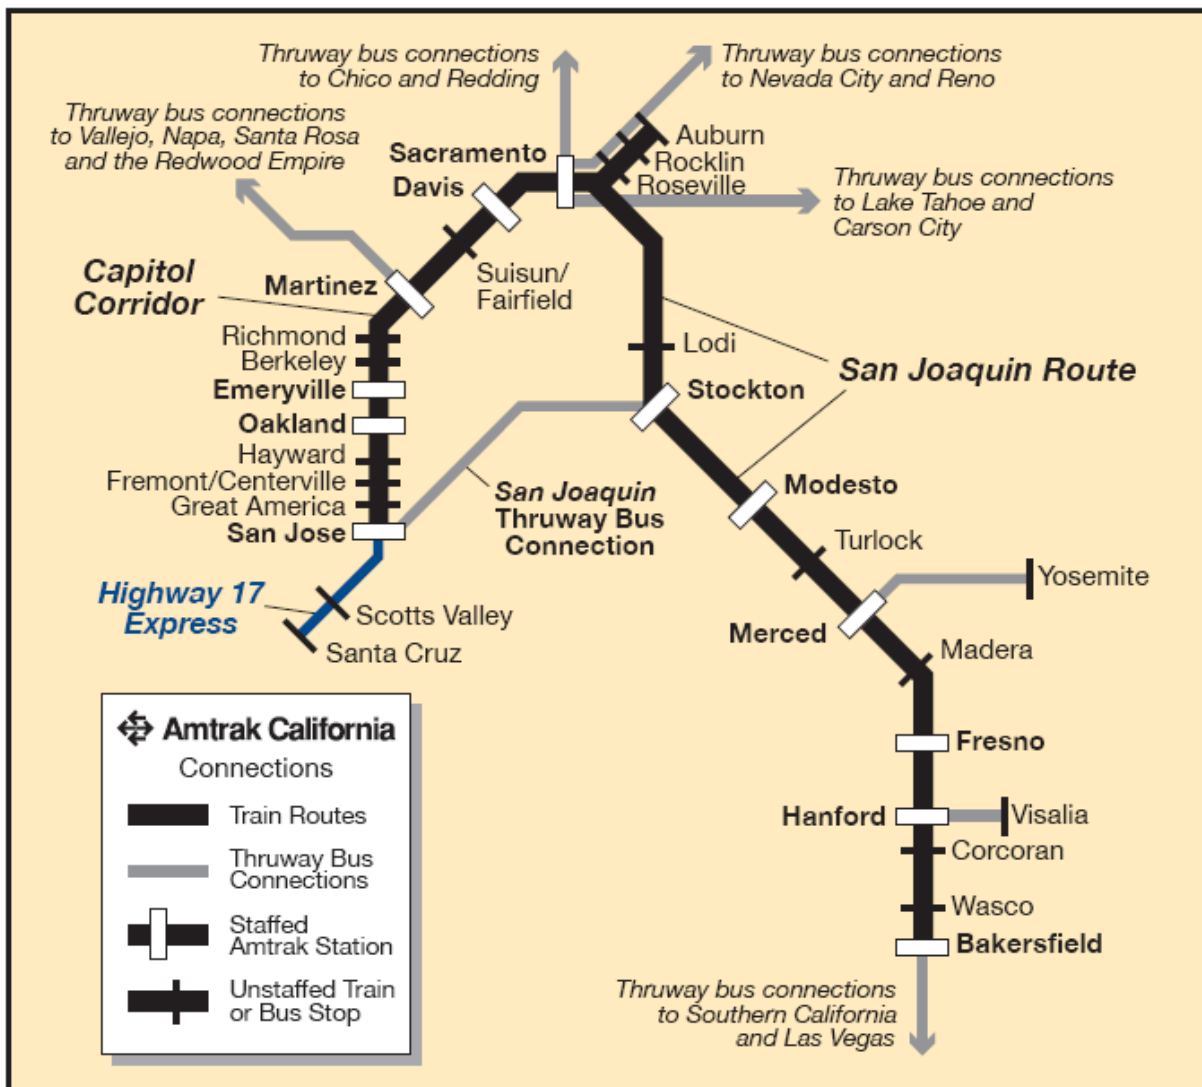 Thruway bus connections
to Chico and Redding
Thruway bus connections
to Nevada City and Reno
Thruway bus connections
to Vallejo, Napa, Santa Rosa
and the Redwood Empire
Auburn
Rocklin
Roseville
Sacramento
Davis
Thruway bus connections
to Lake Tahoe and
Carson City
Capitol
Corridor
Martinez
Suisun/
Fairfield
Richmond
Berkeley
Emeryville
Oakland
Hayward
Fremont/Centerville
Great America
San Jose
Lodi
Stockton
San Joaquin Route
San Joaquin
Thruway Bus
Connection
Modesto
Turlock
Yosemite
Merced
Madera
Highway 17
Express
Scotts Valley
Santa Cruz
Fresno
Hanford
Visalia
Corcoran
Wasco
Bakersfield
Thruway bus connections
to Southern California
and Las Vegas
Amtrak California
Connections
Train Routes
Thruway Bus
Connections
Staffed
Amtrak Station
Unstaffed Train
or Bus Stop